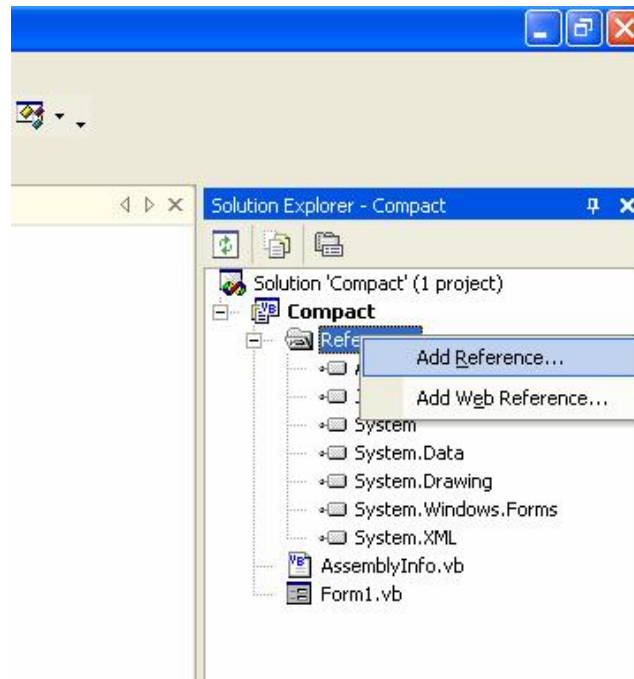 Solution Explorer - Compact
Solution 'Compact' (1 project)
Compact
Add Reference...
Add Web Reference...
System
System.Data
System.Drawing
System.Windows.Forms
System.XML
AssemblyInfo.vb
Form1.vb